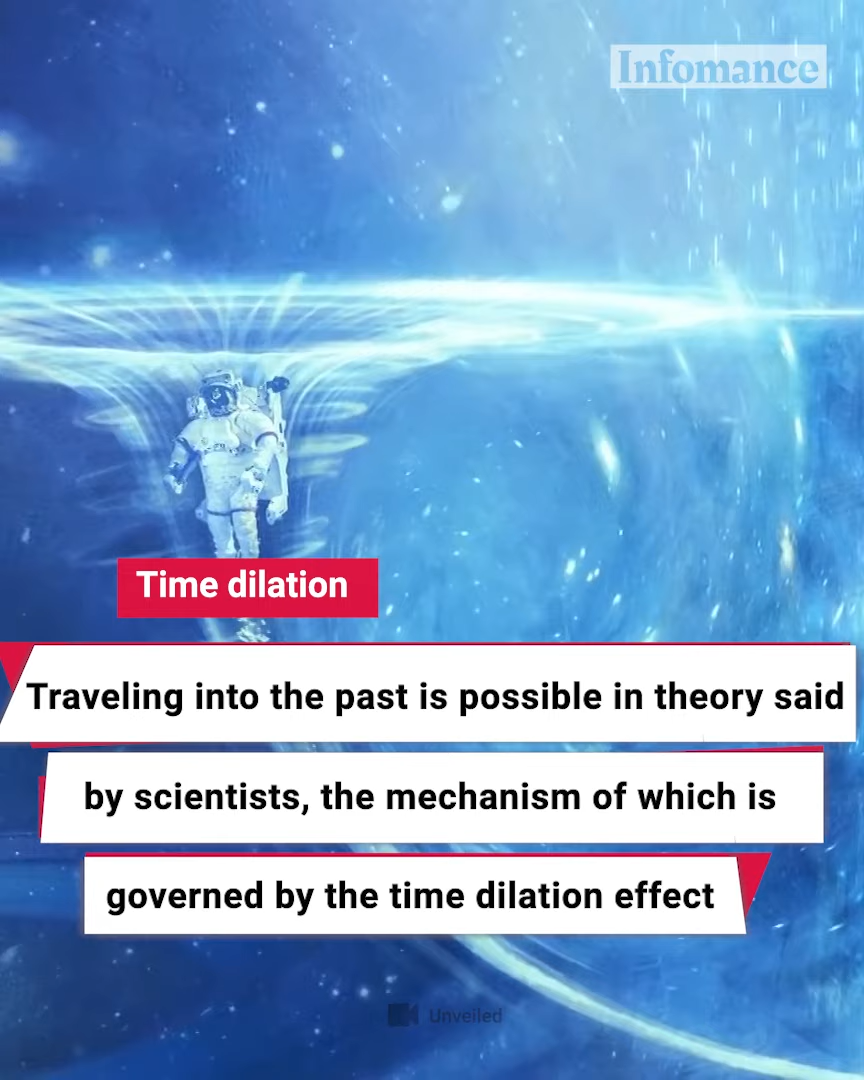 Infomance
Time dilation
Traveling into the past is possible in theory said
by scientists, the mechanism of which is
governed by the time dilation effect
Unveiled